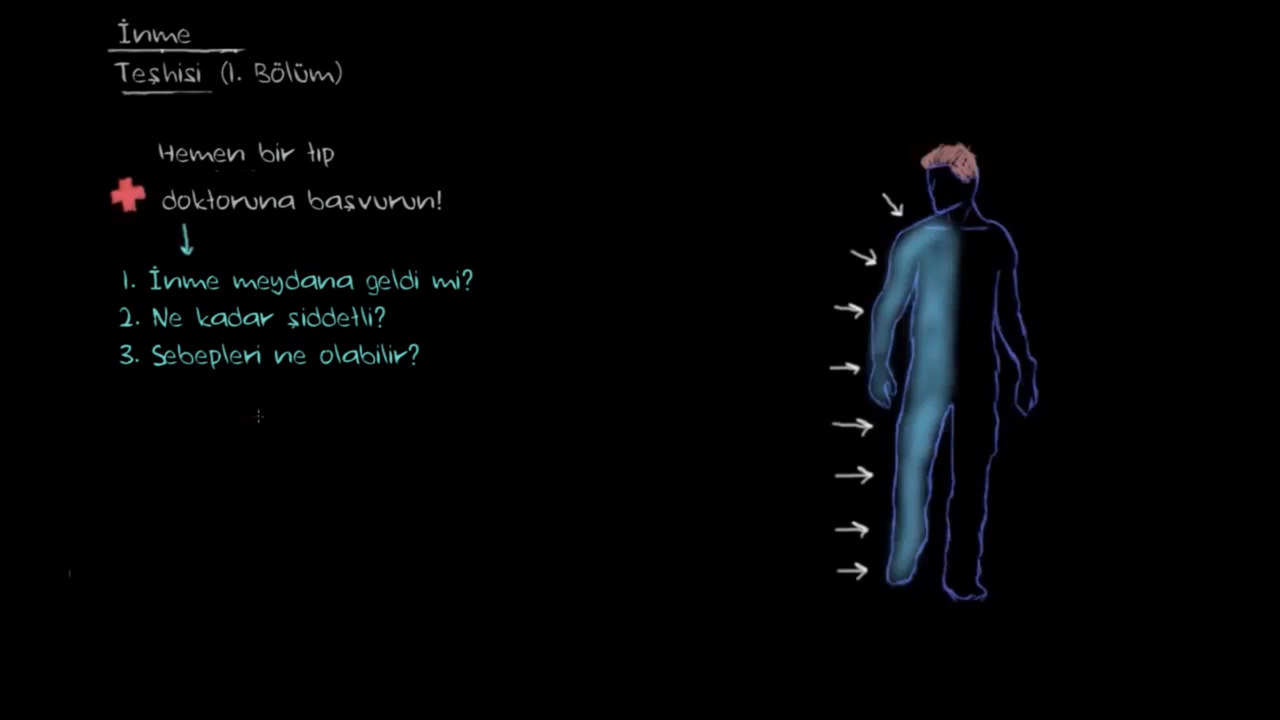 İnme
Teşhisi (1. Bölüm)
Hemen bir tıp
doktoruna başvurun!
1. İnme meydana geldi mi?
2. Ne kadar şiddetli?
3. Sebepleri ne olabilir?